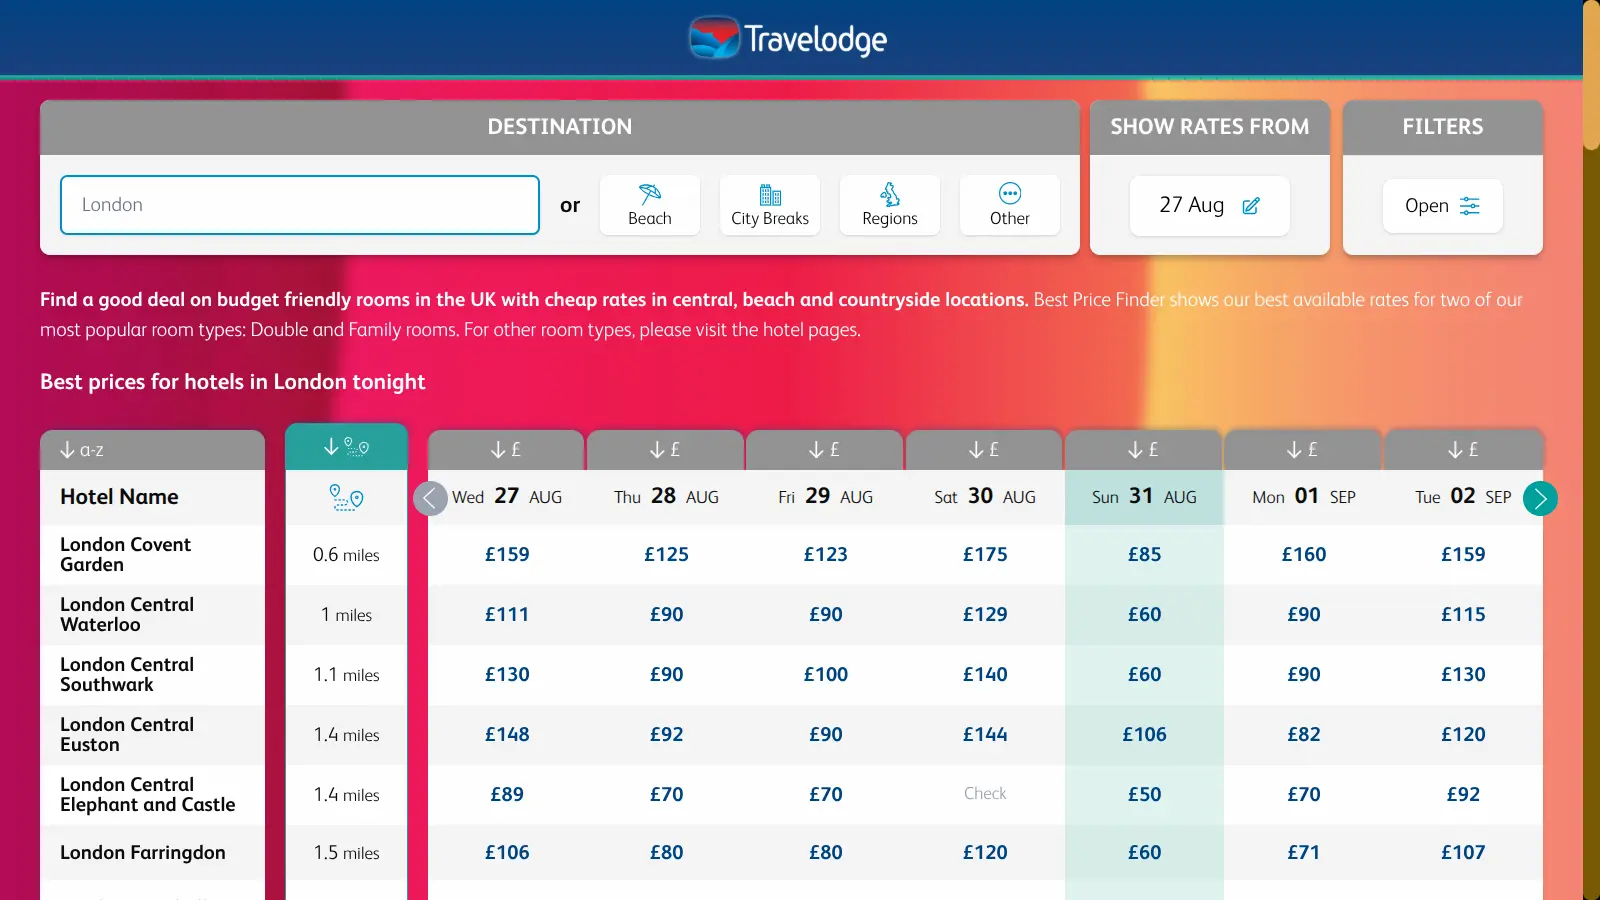 Travelodge
DESTINATION
SHOW RATES FROM
FILTERS
London
or
Beach
City Breaks
Regions
Other
27 Aug
Open
Find a good deal on budget friendly rooms in the UK with cheap rates in central, beach and countryside locations. Best Price Finder shows our best available rates for two of our
most popular room types: Double and Family rooms. For other room types, please visit the hotel pages.
Best prices for hotels in London tonight
a-z
£ £ £ £ £ £ £
Hotel Name
Wed 27 AUG Thu 28 AUG Fri 29 AUG Sat 30 AUG Sun 31 AUG Mon 01 SEP Tue 02 SEP
London Covent
Garden
0.6 miles £159 £125 £123 £175 £85 £160 £159
London Central
Waterloo
1 miles £111 £90 £90 £129 £60 £90 £115
London Central
Southwark
1.1 miles £130 £90 £100 £140 £60 £90 £130
London Central
Euston
1.4 miles £148 £92 £90 £144 £106 £82 £120
London Central
Elephant and Castle
1.4 miles £89 £70 £70 Check £50 £70 £92
London Farringdon 1.5 miles £106 £80 £80 £120 £60 £71 £107